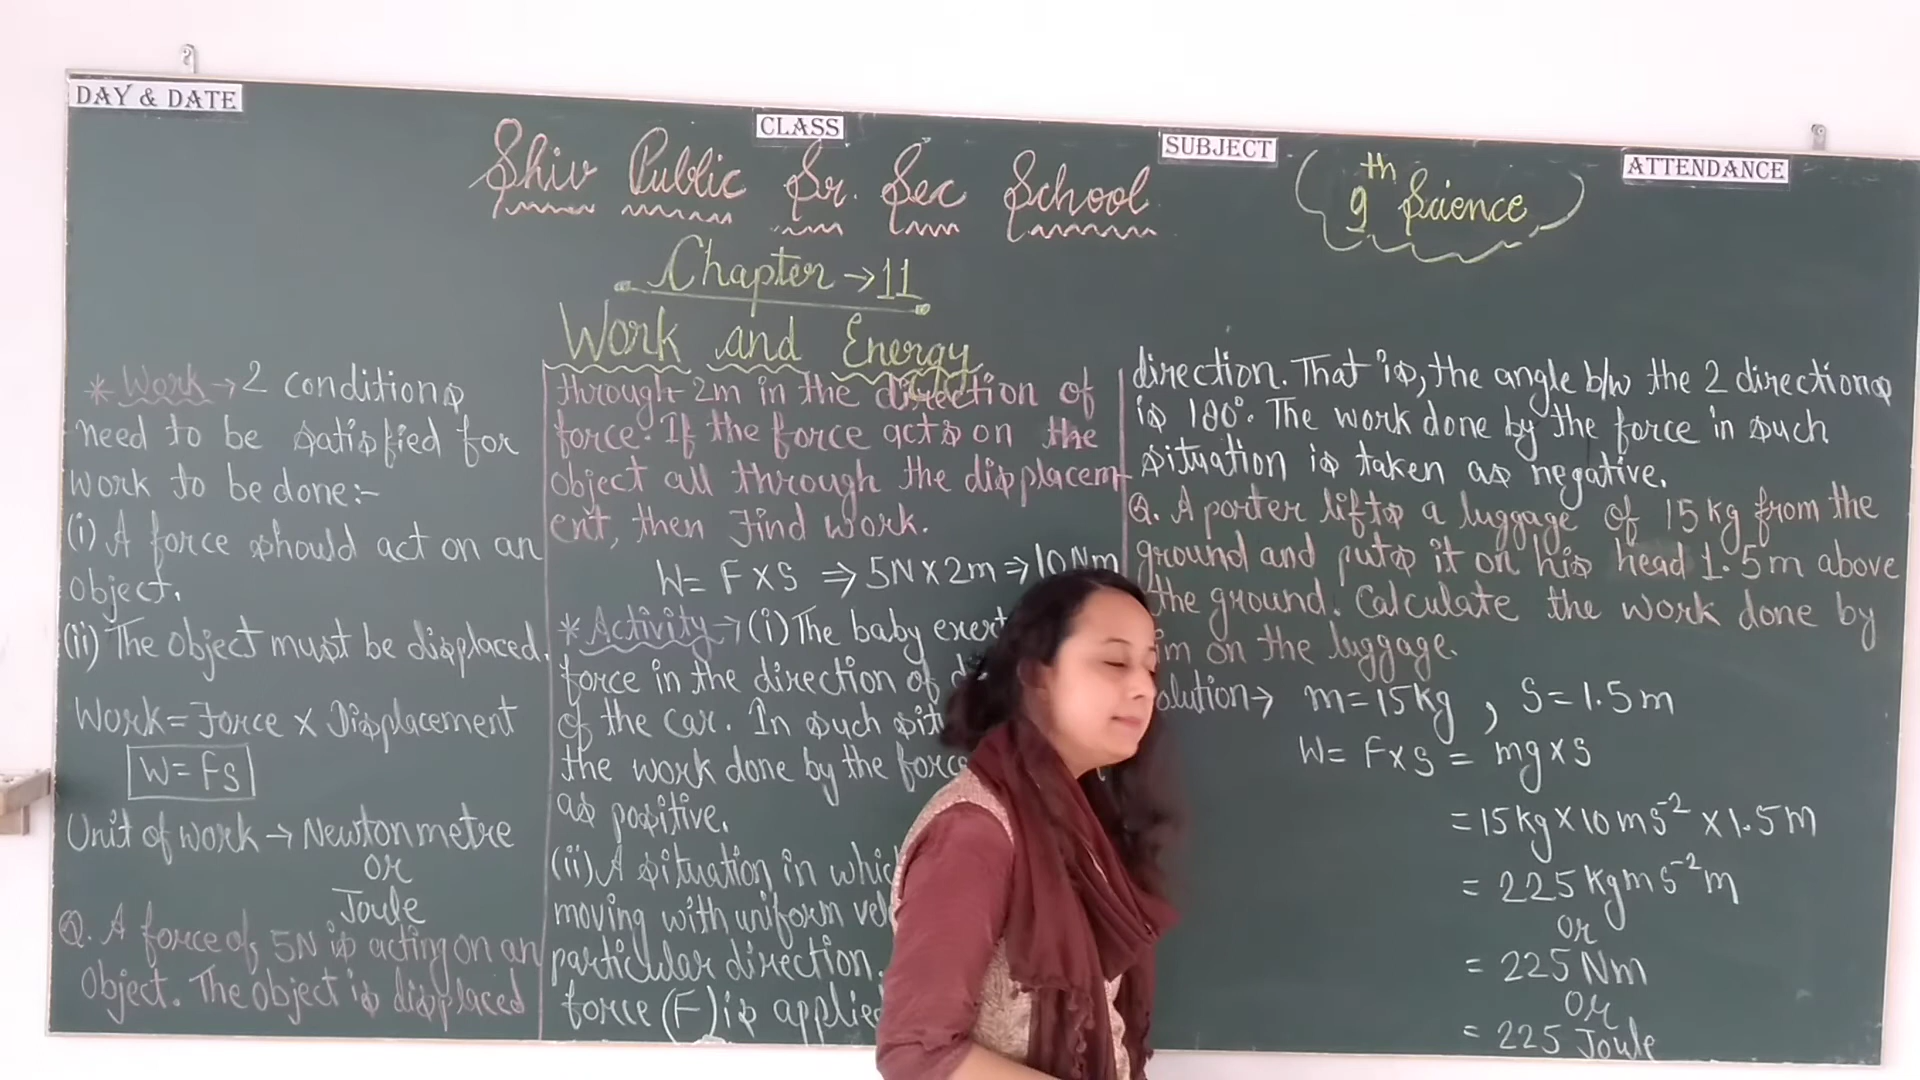 DAY & DATE
CLASS
SUBJECT
ATTENDANCE
Shiv Public Sr. Sec School
9th Science
Chapter → 11
Work and Energy
* Work → 2 conditions
need to be satisfied for
work to be done:-
(i) A force should act on an
object.
(ii) The object must be displaced.
Work = Force × Displacement
W = FS
Unit of work → Newton metre
or
Joule
Q. A force of 5N is acting on an
object. The object is displaced
through 2m in the direction of
force. If the force acts on the
object all through the displacem-
ent, then find work.
W = F × S ⇒ 5N × 2m ⇒ 10 Nm
* Activity → (i) The baby
force in the direction of
of the car. In such
the work done by the force
as positive.
(ii) A situation in
moving with uniform
particular direction.
force (F) is applied
direction. That is, the angle b/w the 2 directions
is 180°. The work done by the force in such
situation is taken as negative.
Q. A porter lifts a luggage of 15 kg from the
ground and puts it on his head 1.5 m above
the ground. Calculate the work done by
on the luggage.
m = 15 kg , S = 1.5 m
W = F × S = mg × S
= 15 kg × 10 ms⁻² × 1.5 m
= 225 kg m s⁻² m
or
= 225 Nm
or
= 225 Joule